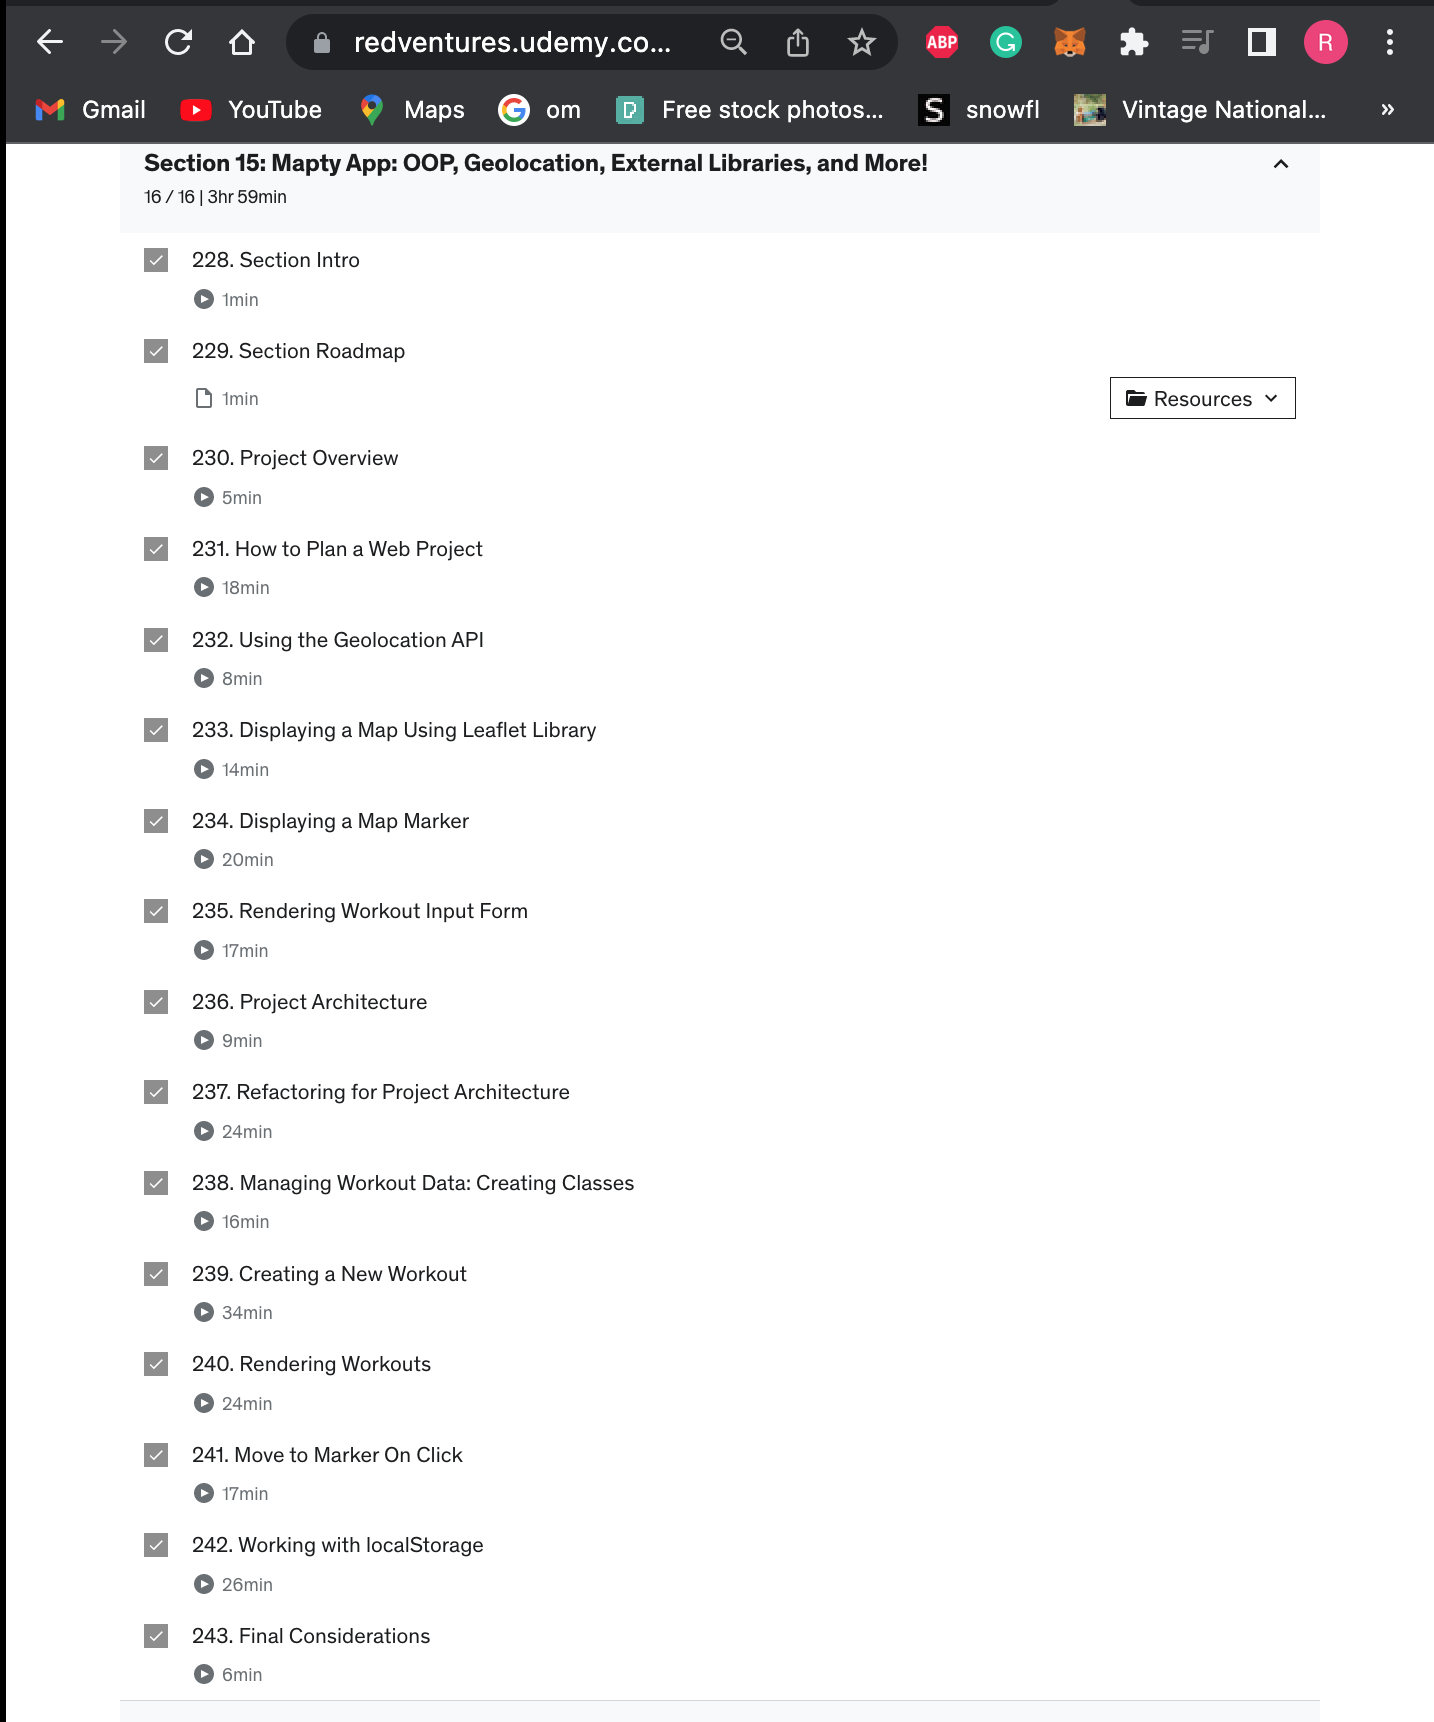 redventures.udemy.co...
ABP
G
R
Gmail
YouTube
Maps
om
Free stock photos...
snowfl
Vintage National...
»
Section 15: Mapty App: OOP, Geolocation, External Libraries, and More!
16 / 16 | 3hr 59min
228. Section Intro
1min
229. Section Roadmap
1min
Resources
230. Project Overview
5min
231. How to Plan a Web Project
18min
232. Using the Geolocation API
8min
233. Displaying a Map Using Leaflet Library
14min
234. Displaying a Map Marker
20min
235. Rendering Workout Input Form
17min
236. Project Architecture
9min
237. Refactoring for Project Architecture
24min
238. Managing Workout Data: Creating Classes
16min
239. Creating a New Workout
34min
240. Rendering Workouts
24min
241. Move to Marker On Click
17min
242. Working with localStorage
26min
243. Final Considerations
6min